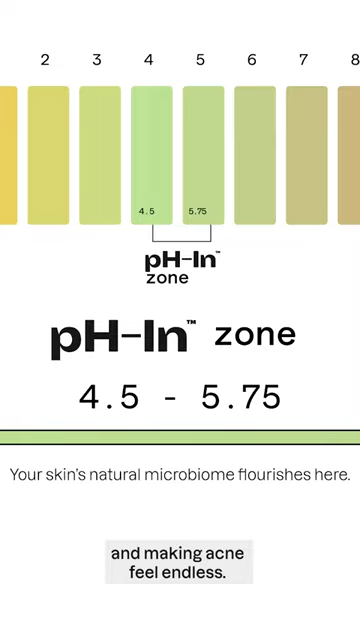 2 3 4 5 6 7 8
4.5 5.75
pH–In™
zone
pH–In™ zone
4.5 - 5.75
Your skin’s natural microbiome flourishes here.
and making acne
feel endless.